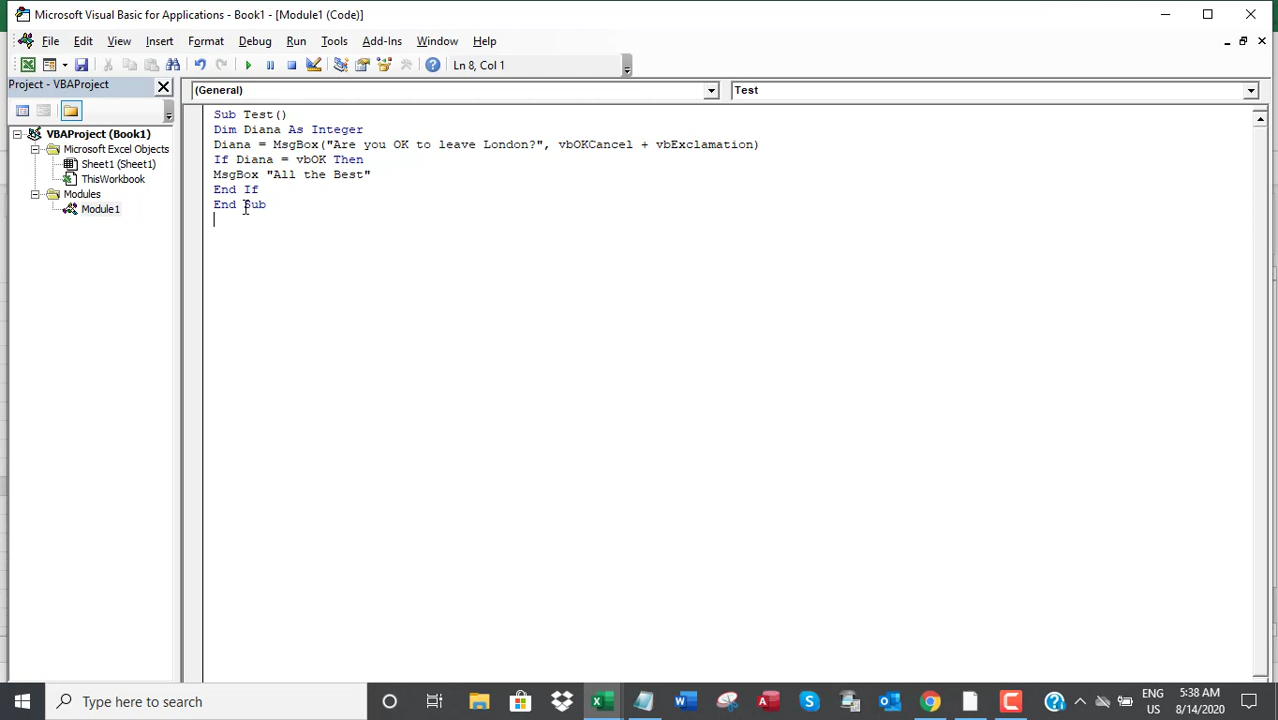 Microsoft Visual Basic for Applications - Book1 - [Module1 (Code)]
File Edit View Insert Format Debug Run Tools Add-Ins Window Help
Ln 8, Col 1
Project - VBAProject
(General) Test
VBAProject (Book1)
Microsoft Excel Objects
Sheet1 (Sheet1)
ThisWorkbook
Modules
Module1
Sub Test()
Dim Diana As Integer
Diana = MsgBox("Are you OK to leave London?", vbOKCancel + vbExclamation)
If Diana = vbOK Then
MsgBox "All the Best"
End If
End Sub
Type here to search
ENG
US
5:38 AM
8/14/2020